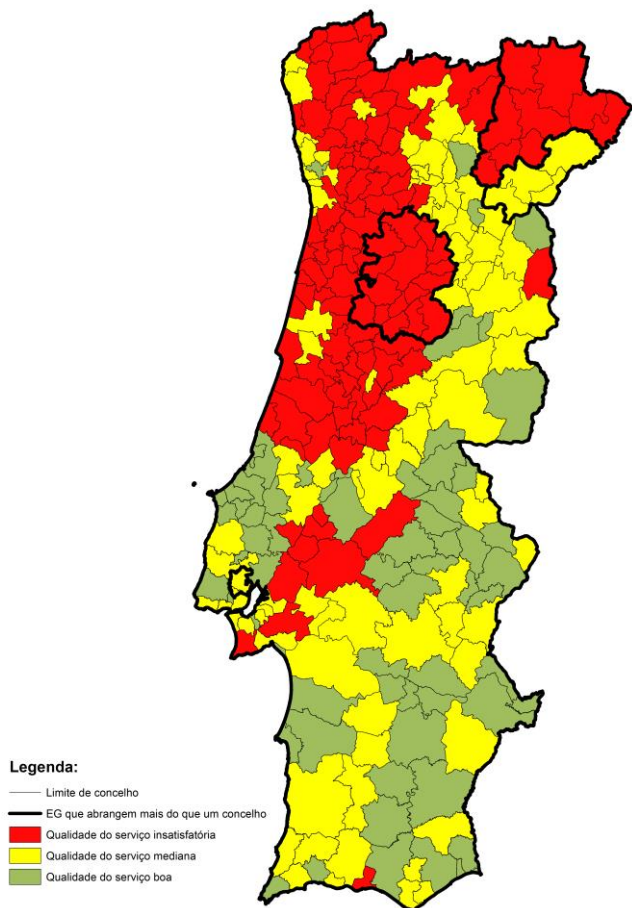 Legenda:
Limite de concelho
EG que abrangem mais do que um concelho
Qualidade do serviço insatisfatória
Qualidade do serviço mediana
Qualidade do serviço boa